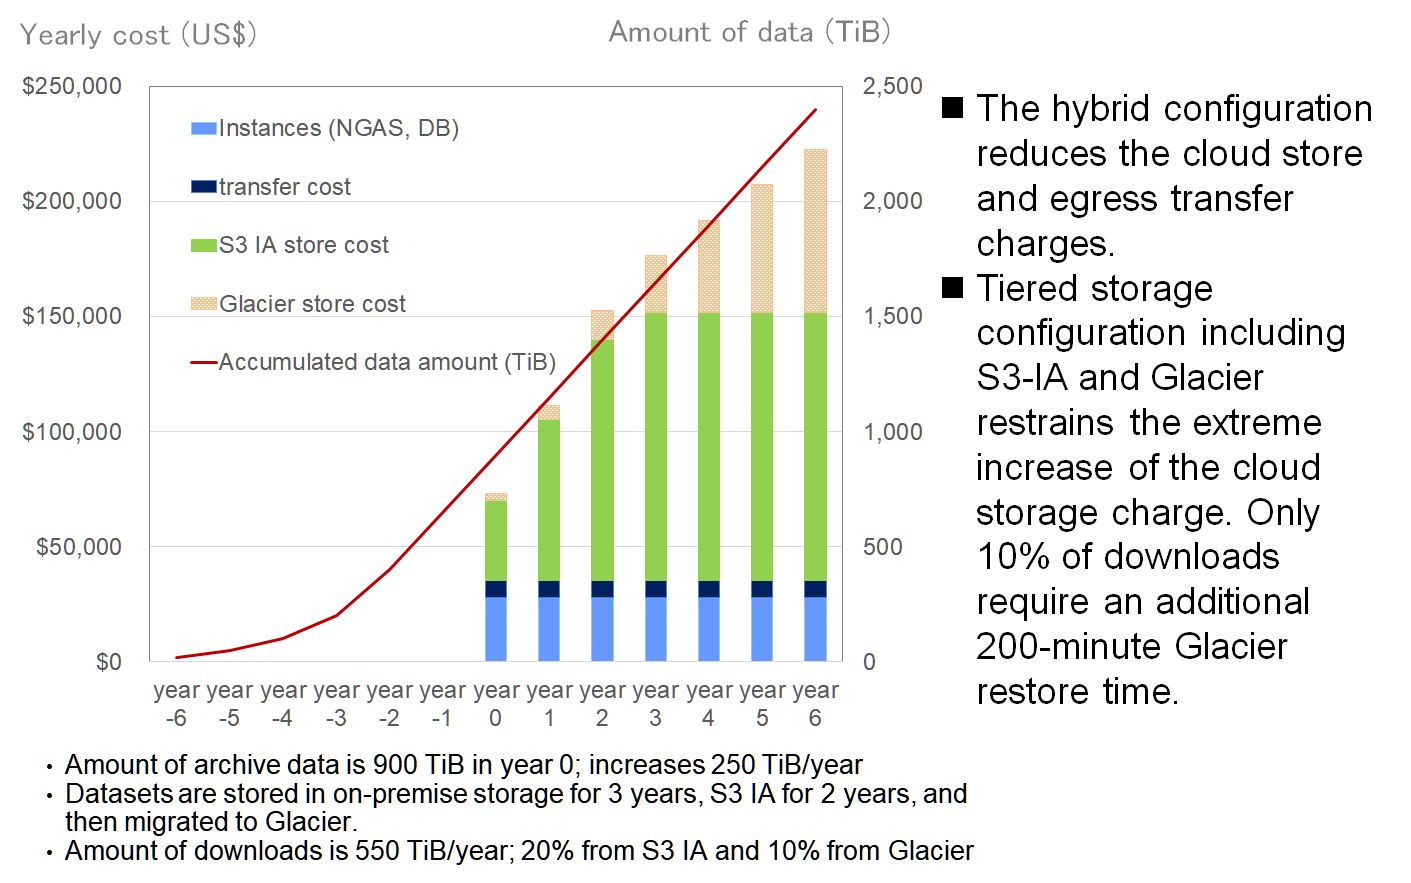 Yearly cost (US$)
Amount of data (TiB)
$250,000
$200,000
$150,000
$100,000
$50,000
$0
Instances (NGAS, DB)
transfer cost
S3 IA store cost
Glacier store cost
Accumulated data amount (TiB)
2,500
2,000
1,500
1,000
500
0
year year year year year year year year year year year year year
-6 -5 -4 -3 -2 -1 0 1 2 3 4 5 6
■ The hybrid configuration
reduces the cloud store
and egress transfer
charges.
■ Tiered storage
configuration including
S3-IA and Glacier
restrains the extreme
increase of the cloud
storage charge. Only
10% of downloads
require an additional
200-minute Glacier
restore time.
・ Amount of archive data is 900 TiB in year 0; increases 250 TiB/year
・ Datasets are stored in on-premise storage for 3 years, S3 IA for 2 years, and
then migrated to Glacier.
・ Amount of downloads is 550 TiB/year; 20% from S3 IA and 10% from Glacier